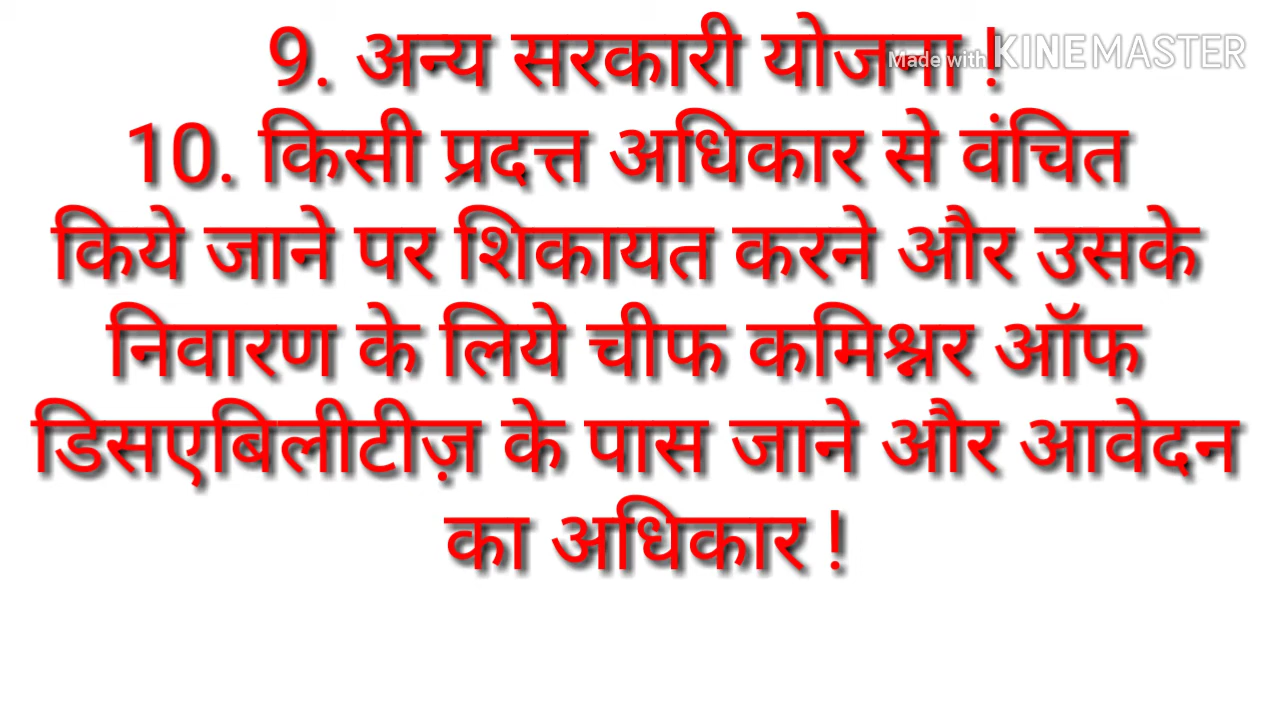 9. अन्य सरकारी योजना !
Made with KINEMASTER
10. किसी प्रदत्त अधिकार से वंचित
किये जाने पर शिकायत करने और उसके
निवारण के लिये चीफ कमिश्नर ऑफ
डिसएबिलीटीज़ के पास जाने और आवेदन
का अधिकार !